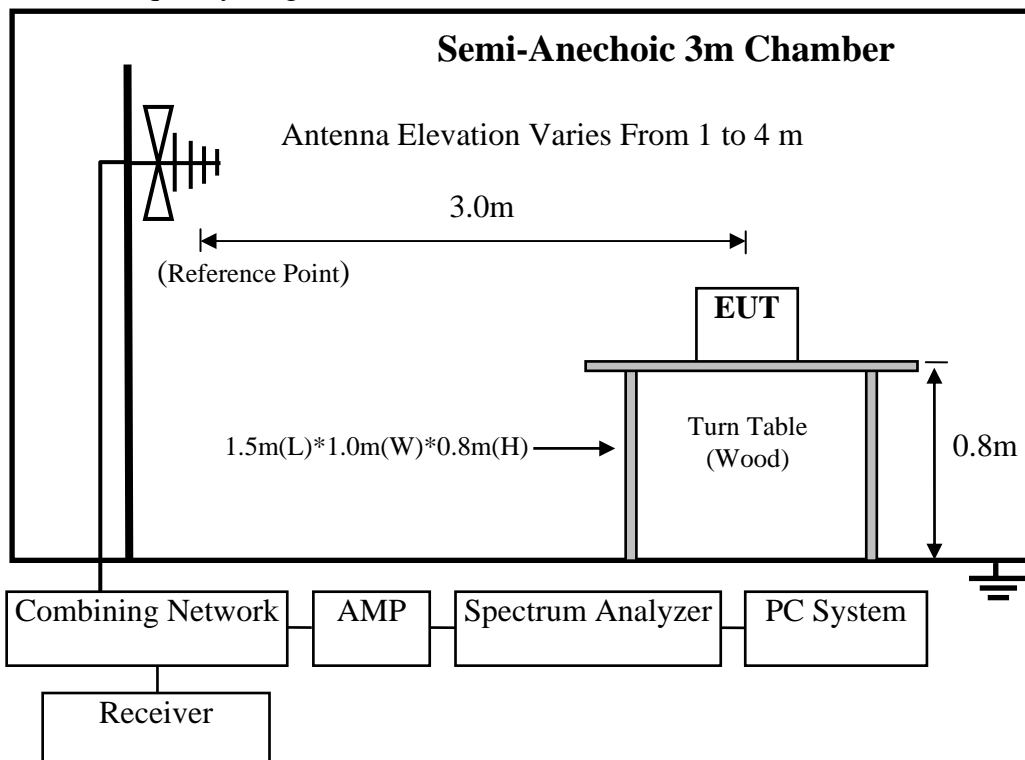 Semi-Anechoic 3m Chamber
Antenna Elevation Varies From 1 to 4 m
3.0m
(Reference Point)
EUT
1.5m(L)*1.0m(W)*0.8m(H)
Turn Table
(Wood)
0.8m
Combining Network
AMP
Spectrum Analyzer
PC System
Receiver